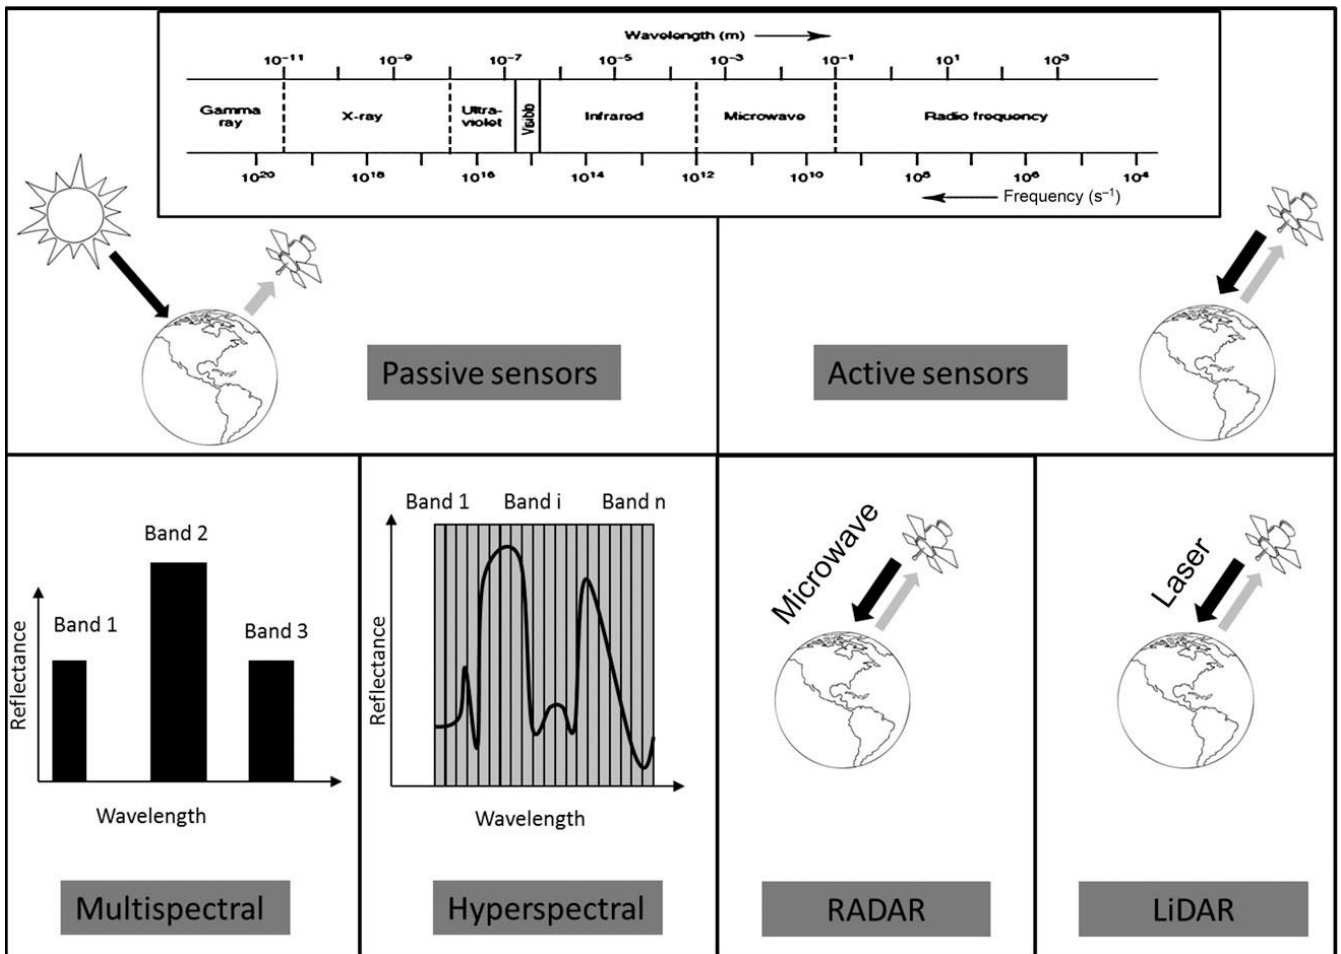 Wavelength (m)
10⁻¹¹ 10⁻⁹ 10⁻⁷ 10⁻⁵ 10⁻³ 10⁻¹ 10¹ 10³
Gamma
ray
X-ray
Ultra-
violet
Visible
Infrared
Microwave
Radio frequency
10²⁰ 10¹⁸ 10¹⁶ 10¹⁴ 10¹² 10¹⁰ 10⁸ 10⁶ 10⁴
Frequency (s⁻¹)
Passive sensors
Active sensors
Band 1
Band 2
Band 3
Reflectance
Wavelength
Multispectral
Band 1 Band i Band n
Reflectance
Wavelength
Hyperspectral
Microwave
RADAR
Laser
LiDAR